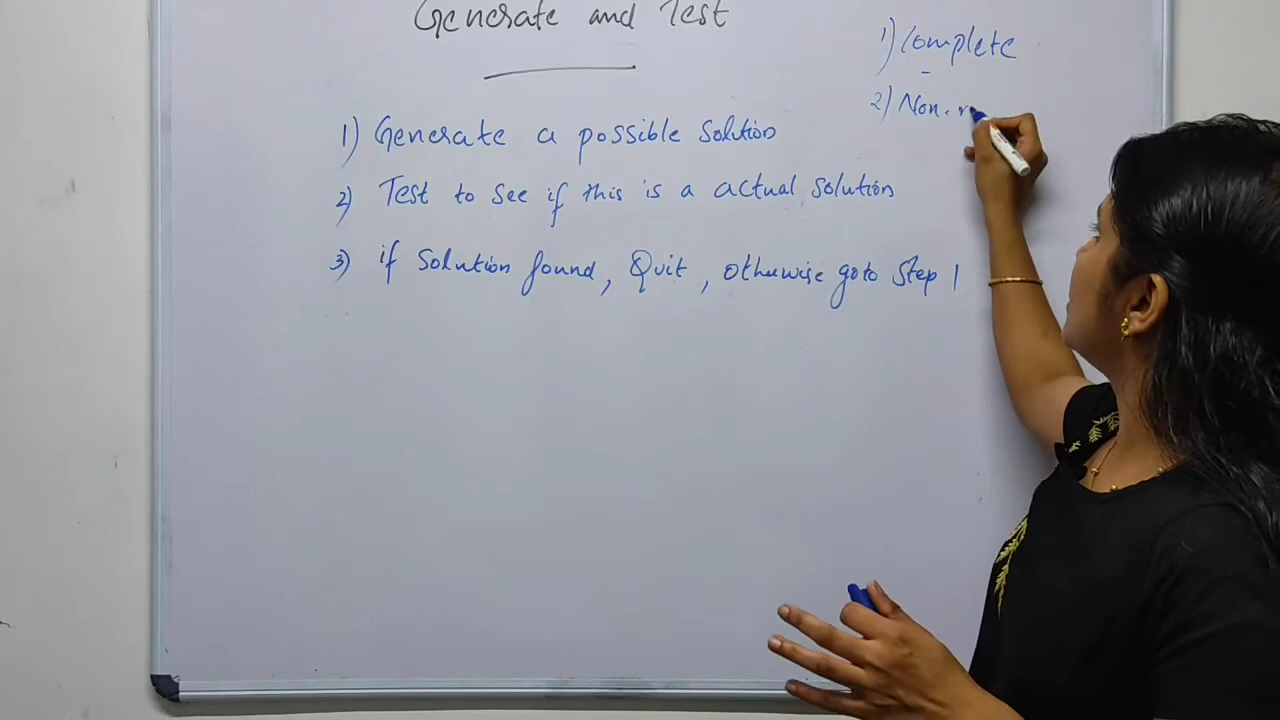 Generate and Test
1) Generate a possible solution
2) Test to see if this is a actual solution
3) if solution found, Quit, otherwise goto step 1
1) Complete
2) Non-